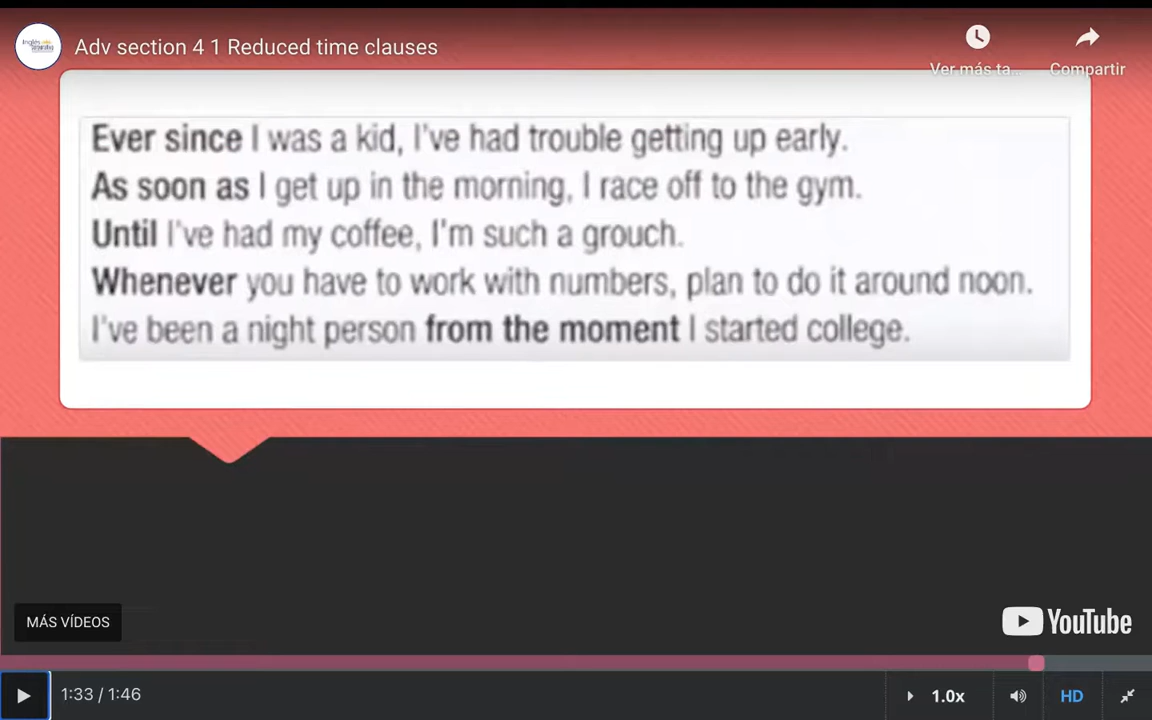 Adv section 4 1 Reduced time clauses
Ver más ta...
Compartir
Ever since I was a kid, I've had trouble getting up early.
As soon as I get up in the morning, I race off to the gym.
Until I've had my coffee, I'm such a grouch.
Whenever you have to work with numbers, plan to do it around noon.
I've been a night person from the moment I started college.
MÁS VÍDEOS
YouTube
1:33 / 1:46
1.0x
HD